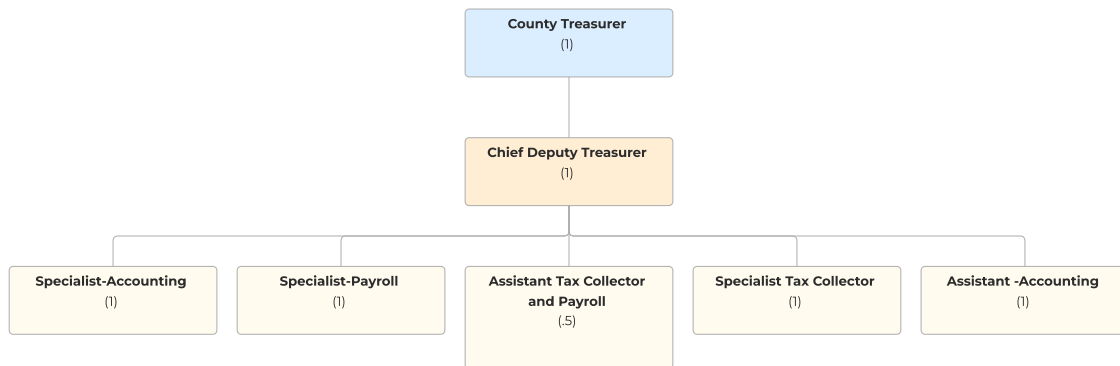 County Treasurer
(1)
Chief Deputy Treasurer
(1)
Specialist-Accounting
(1)
Specialist-Payroll
(1)
Assistant Tax Collector
and Payroll
(.5)
Specialist Tax Collector
(1)
Assistant -Accounting
(1)